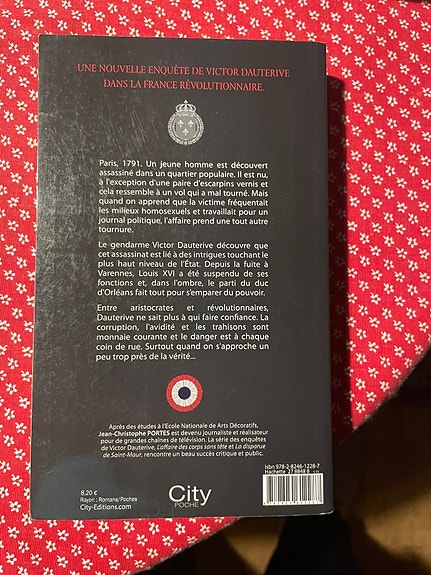 UNE NOUVELLE ENQUÊTE DE VICTOR DAUTERIVE
DANS LA FRANCE RÉVOLUTIONNAIRE.
Paris, 1791. Un jeune homme est découvert
assassiné dans un quartier populaire. Il est nu,
à l'exception d'une paire d'escarpins vernis et
cela ressemble à un vol qui a mal tourné. Mais
quand on apprend que la victime fréquentait
les milieux homosexuels et travaillait pour un
journal politique, l'affaire prend une tout autre
tournure.
Le gendarme Victor Dauterive découvre que
cet assassinat est lié à des intrigues touchant le
plus haut niveau de l'État. Depuis la fuite à
Varennes, Louis XVI a été suspendu de ses
fonctions et, dans l'ombre, le parti du duc
d'Orléans fait tout pour s'emparer du pouvoir.
Entre aristocrates et révolutionnaires,
Dauterive ne sait plus à qui faire confiance. La
corruption, l'avidité et les trahisons sont
monnaie courante et le danger est à chaque
coin de rue. Surtout quand on s'approche un
peu trop près de la vérité...
Après des études à l'Ecole Nationale de Arts Décoratifs,
Jean-Christophe PORTES est devenu journaliste et réalisateur
pour de grandes chaînes de télévision. La série des enquêtes
de Victor Dauterive, L'affaire des corps sans tête et La disparue
de Saint-Maur, rencontre un beau succès critique et public.
8,20 €
Rayon : Romans/Poches
City-Editions.com
City
POCHE
Isbn 978-2-8246-1228-7
Hachette 27 8848 8